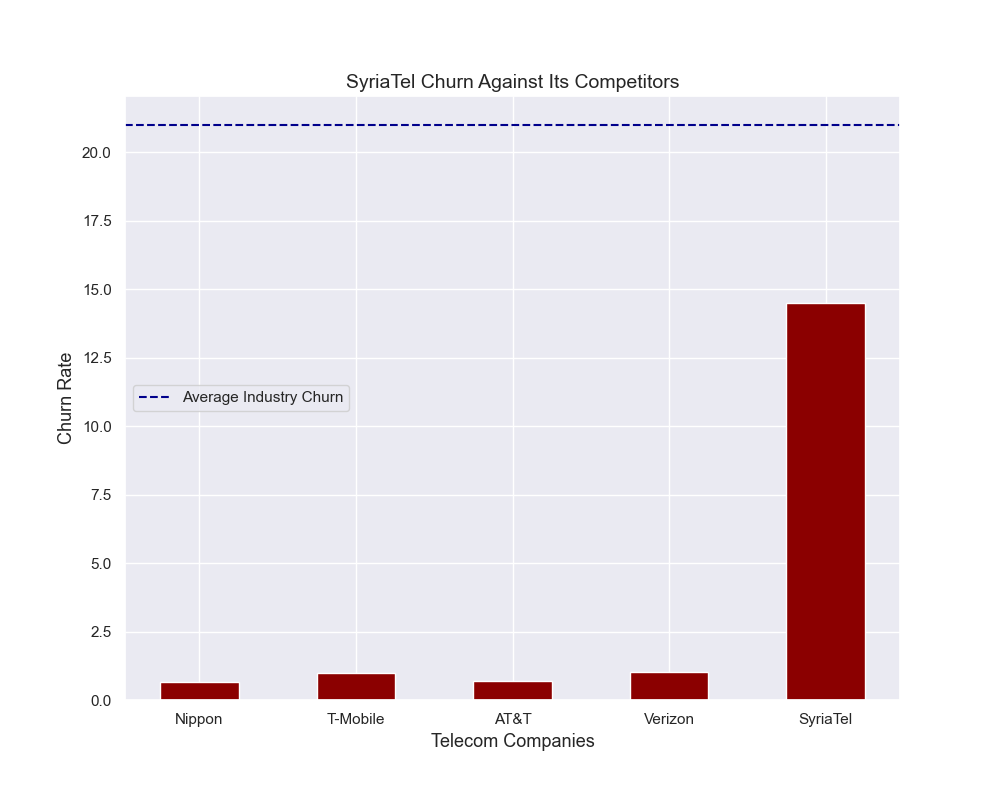 SyriaTel Churn Against Its Competitors
20.0
17.5
15.0
12.5
10.0
7.5
5.0
2.5
0.0
Churn Rate
Average Industry Churn
Nippon
T-Mobile
AT&T
Verizon
SyriaTel
Telecom Companies